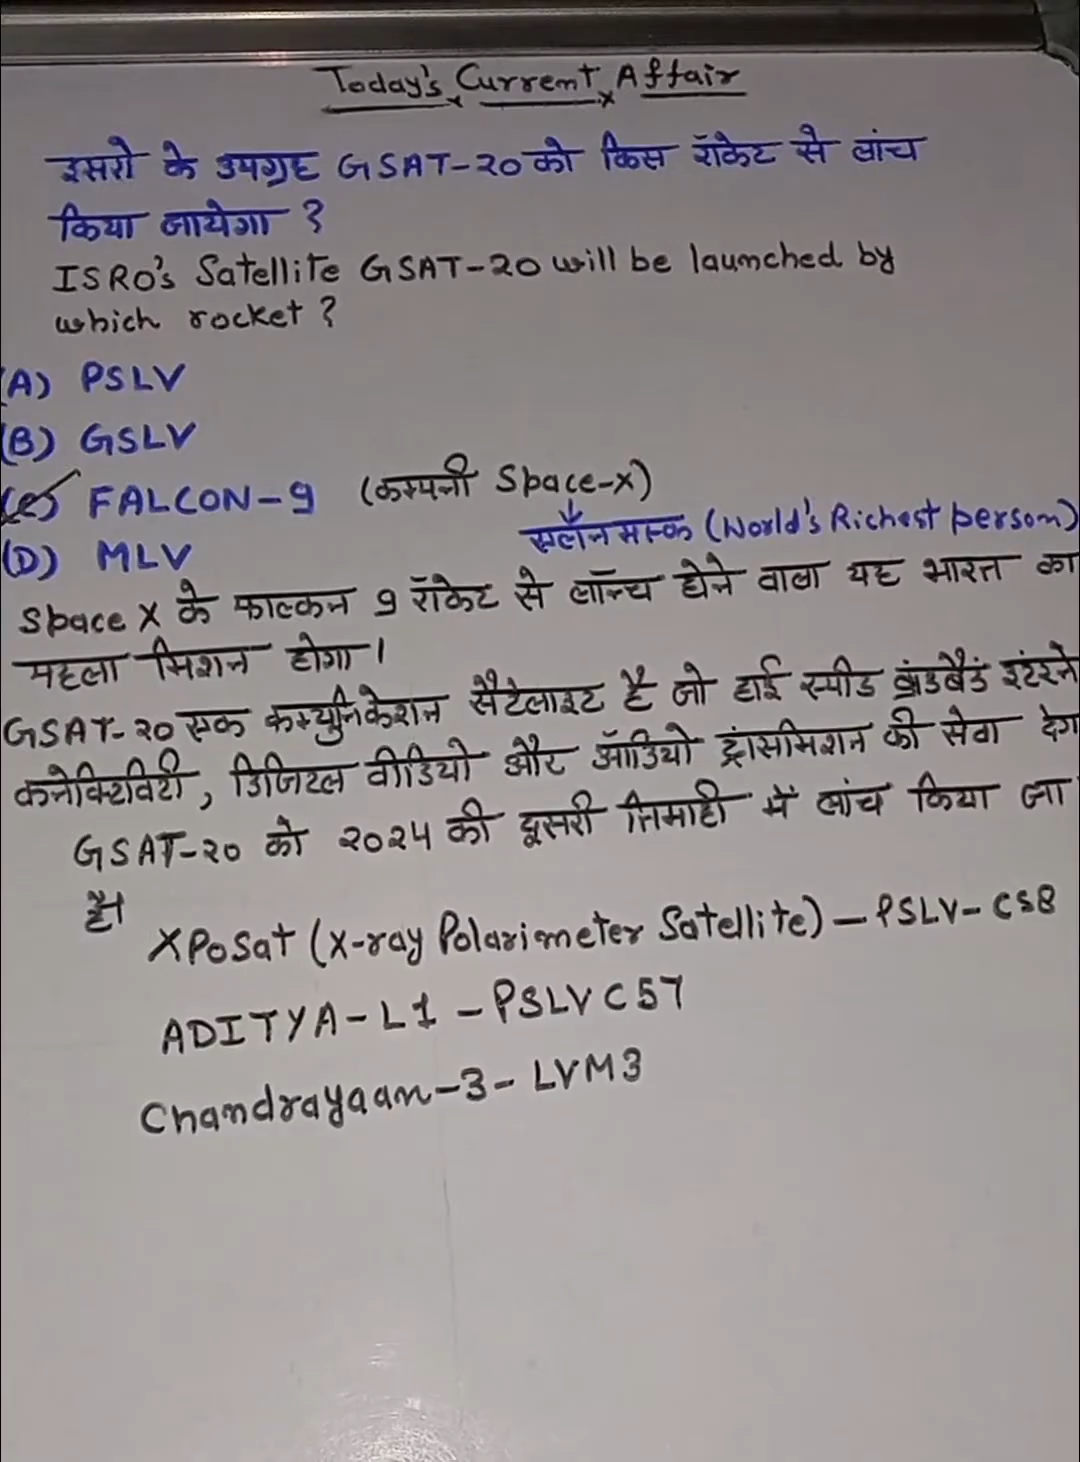 Today's Current Affair
इसरो के उपग्रह GSAT-20 को किस रॉकेट से लांच
किया जायेगा ?
ISRO's Satellite GSAT-20 will be launched by
which rocket ?
(A) PSLV
(B) GSLV
(C) FALCON-9 (कम्पनी Space-X)
एलॉन मस्क (World's Richest person)
(D) MLV
Space X के फाल्कन 9 रॉकेट से लॉन्च होने वाला यह भारत का
पहला मिशन होगा।
GSAT-20 एक कम्युनिकेशन सैटेलाइट है जो हाई स्पीड ब्रांडबैंड इंटरने
कनेक्टिविटी, डिजिटल वीडियो और ऑडियो ट्रांसमिशन की सेवा देग
GSAT-20 को 2024 की दूसरी तिमाही में लांच किया जा
है।
XPoSat (X-ray Polarimeter Satellite) - PSLV-C58
ADITYA-L1 - PSLV C57
Chandrayaan-3 - LVM3